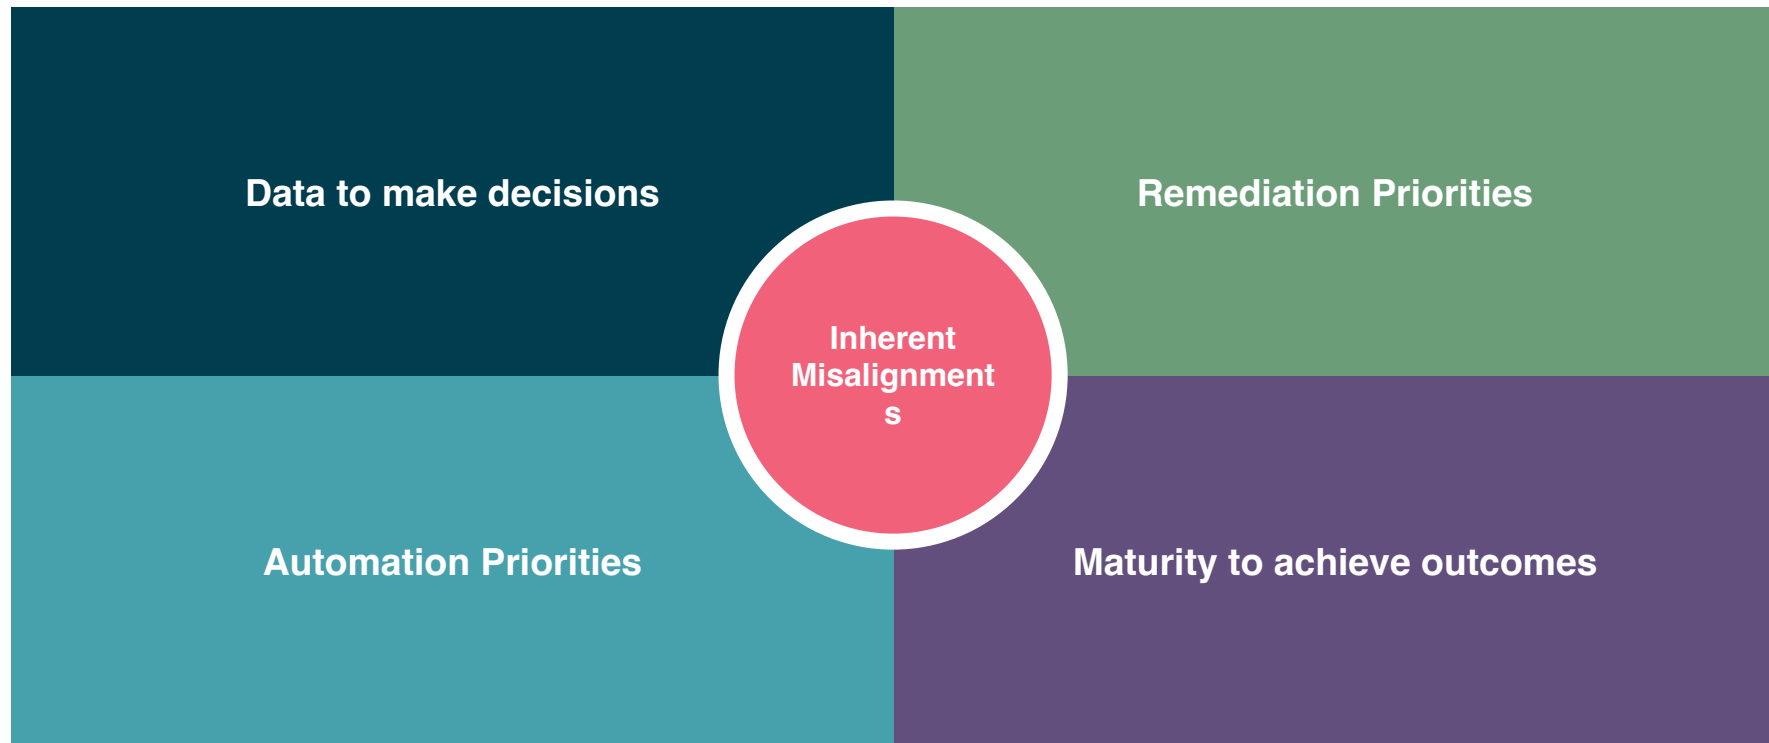 Data to make decisions
Remediation Priorities
Inherent
Misalignment
s
Automation Priorities
Maturity to achieve outcomes